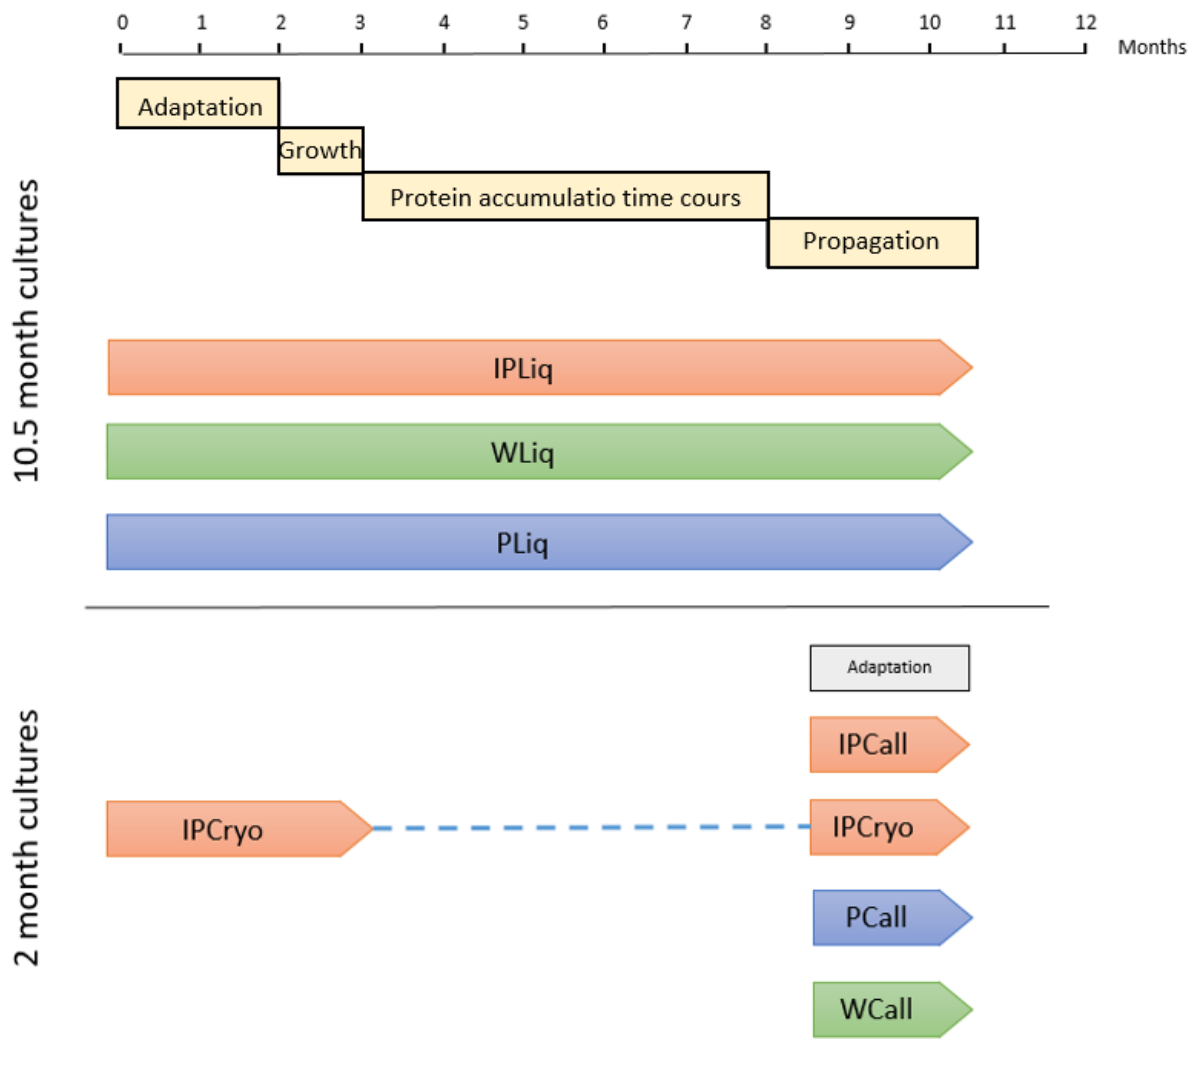 0 1 2 3 4 5 6 7 8 9 10 11 12
Months
10.5 month cultures
Adaptation
Growth
Protein accumulatio time cours
Propagation
IPLiq
WLiq
PLiq
2 month cultures
Adaptation
IPCall
IPCryo
IPCryo
PCall
WCall